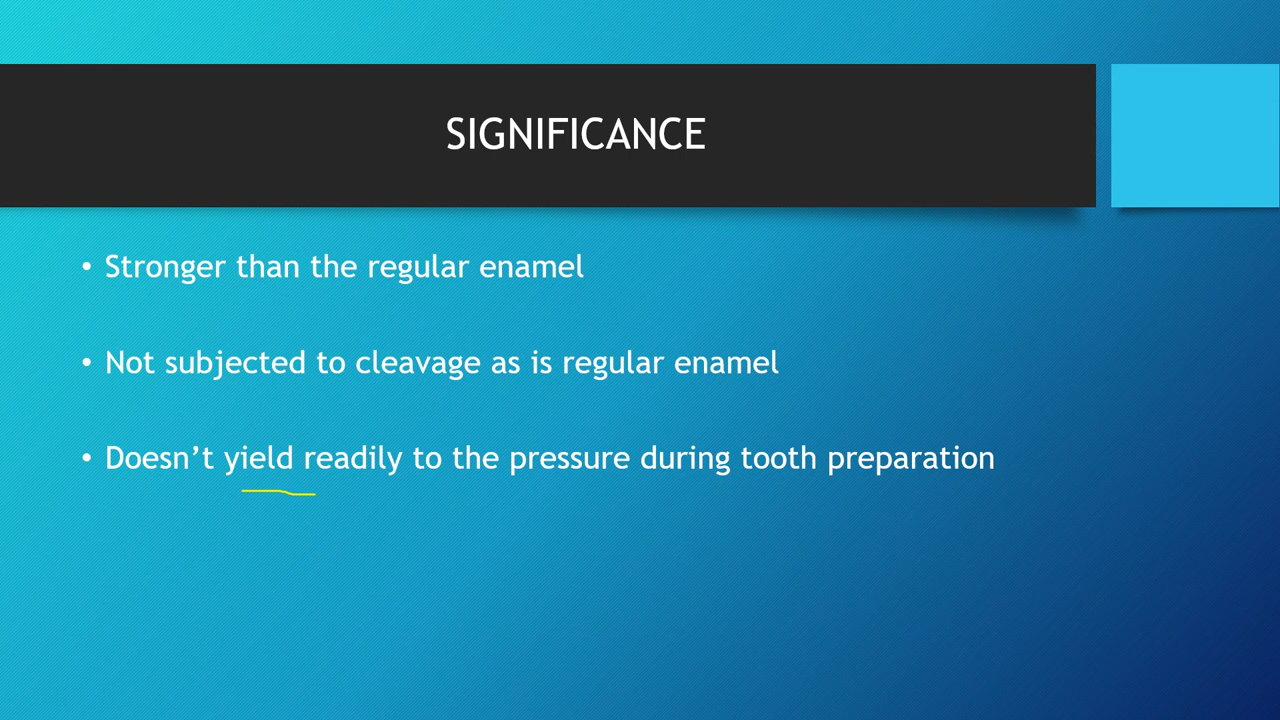 SIGNIFICANCE
• Stronger than the regular enamel
• Not subjected to cleavage as is regular enamel
• Doesn’t yield readily to the pressure during tooth preparation